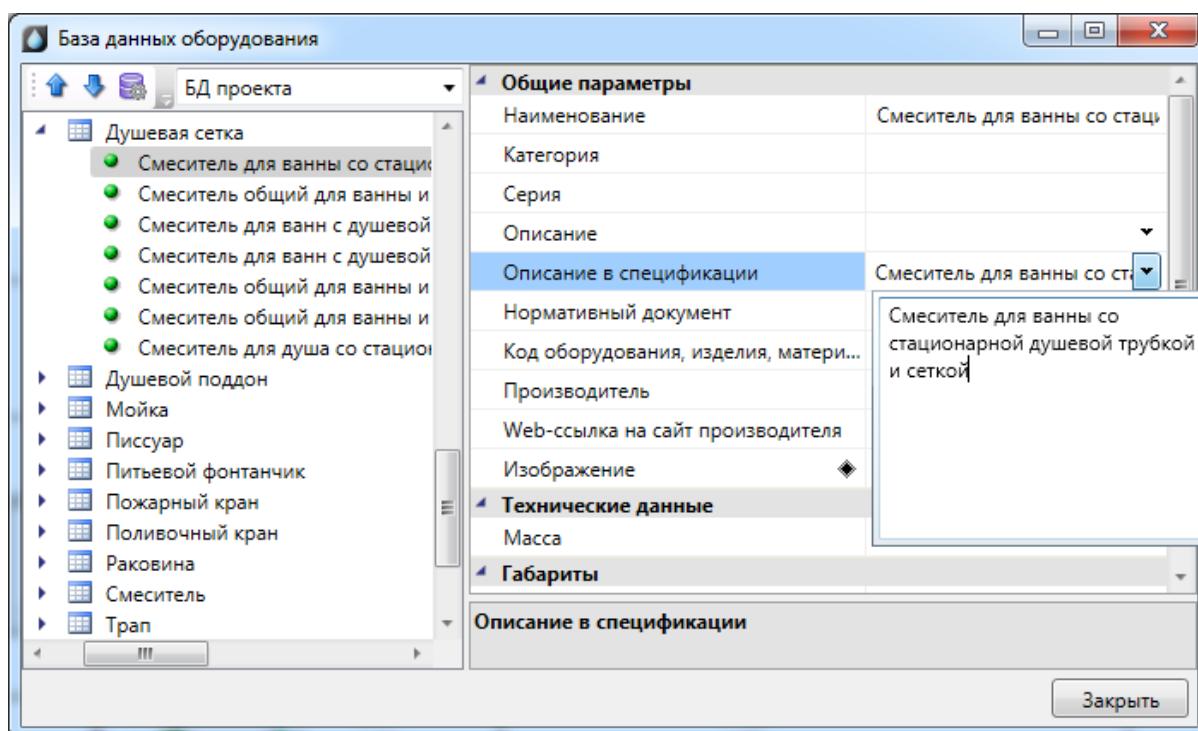 База данных оборудования
БД проекта
Душевая сетка
Смеситель для ванны со стацио
Смеситель общий для ванны и
Смеситель для ванн с душевой
Смеситель для ванн с душевой
Смеситель общий для ванны и
Смеситель общий для ванны и
Смеситель для душа со стацион
Душевой поддон
Мойка
Писсуар
Питьевой фонтанчик
Пожарный кран
Поливочный кран
Раковина
Смеситель
Трап
Общие параметры
Наименование Смеситель для ванны со стаци
Категория
Серия
Описание
Описание в спецификации Смеситель для ванны со ста
Нормативный документ
Код оборудования, изделия, матери...
Производитель
Web-ссылка на сайт производителя
Изображение
Технические данные
Масса
Габариты
Смеситель для ванны со
стационарной душевой трубкой
и сеткой
Описание в спецификации
Закрыть